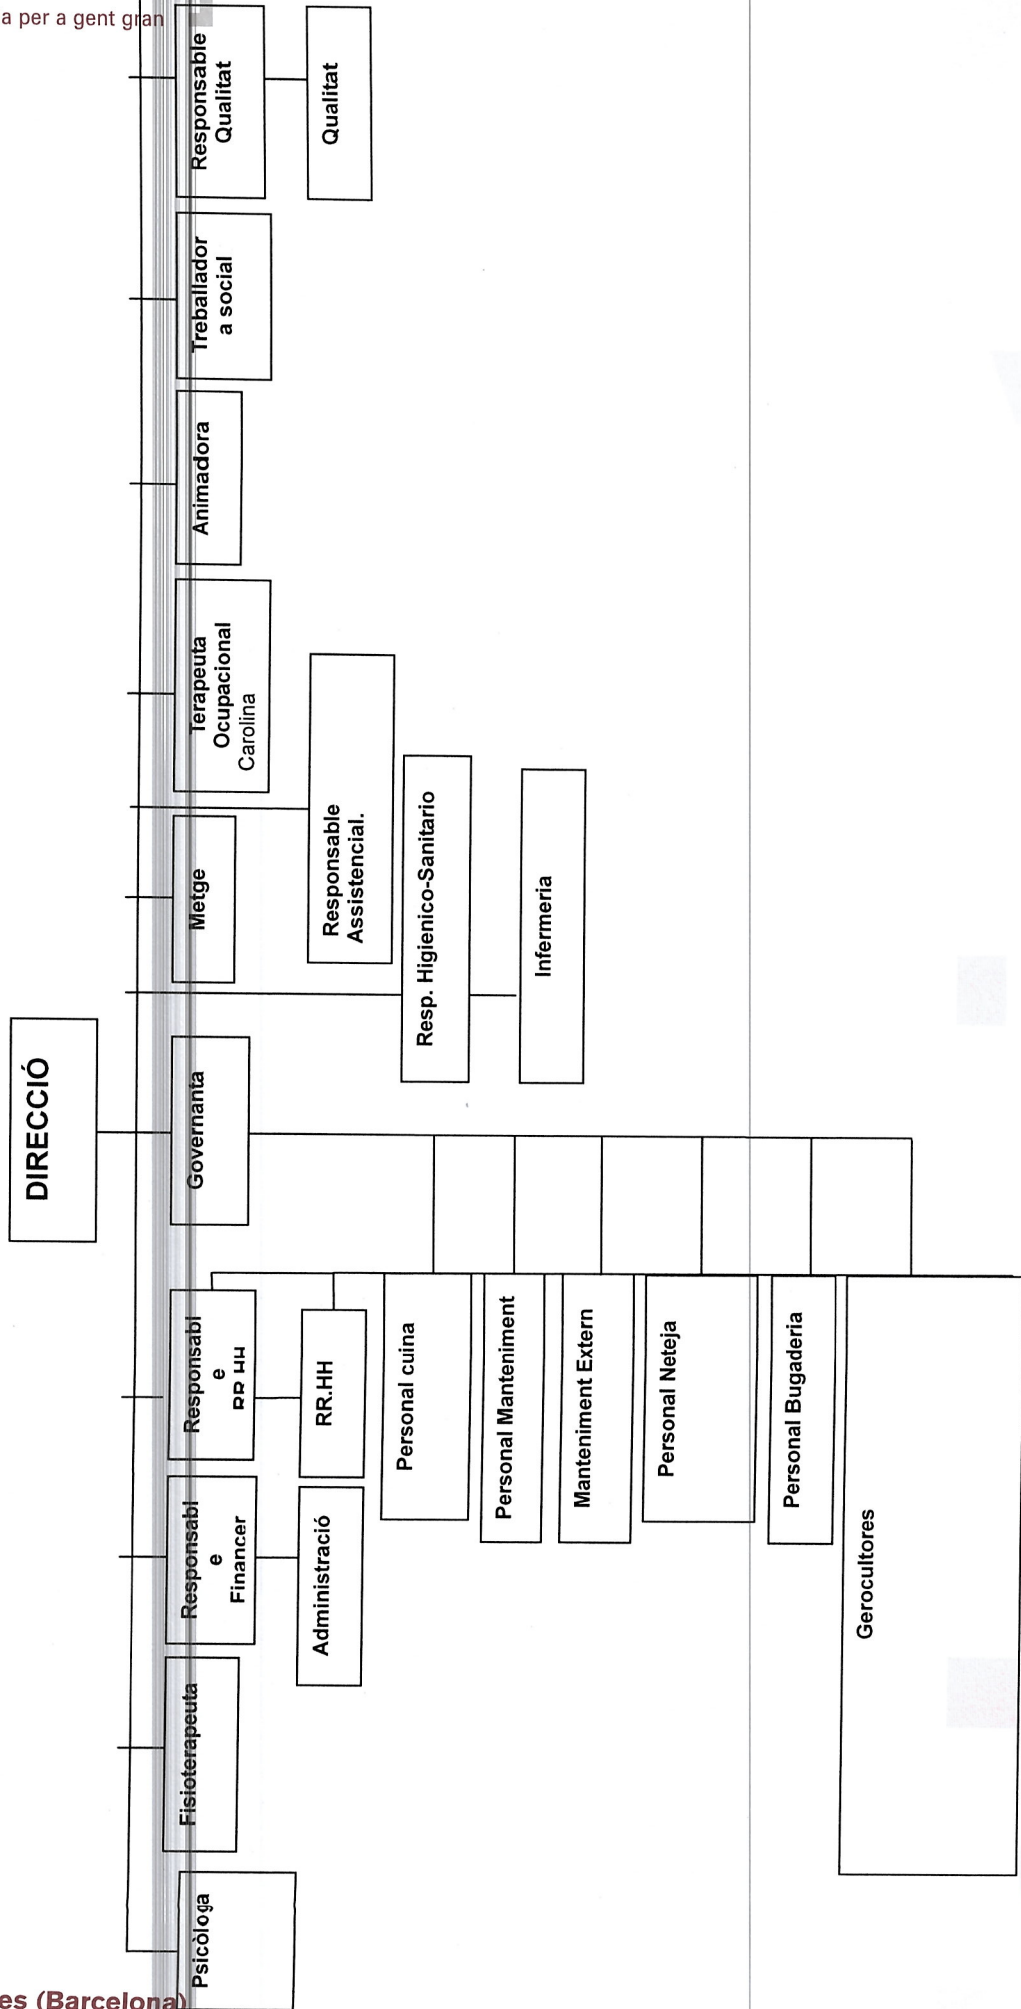 a per a gent gran
DIRECCIÓ
Psicòloga
Fisioterapeuta
Responsabl
e
Financer
Responsabl
e
RR.HH
Governanta
Metge
Terapeuta
Ocupacional
Carolina
Animadora
Treballador
a social
Responsable
Qualitat
Administració
RR.HH
Responsable
Assistencial.
Qualitat
Personal cuina
Resp. Higienico-Sanitario
Personal Manteniment
Infermeria
Manteniment Extern
Personal Neteja
Personal Bugaderia
Gerocultores
es (Barcelona)